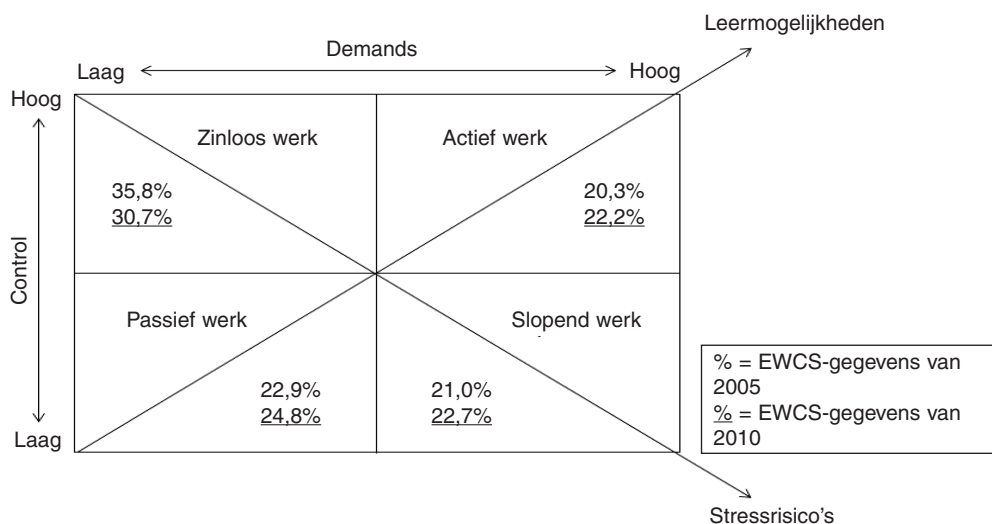 Leermogelijkheden
Demands
Laag
Hoog
Hoog
Zinloos werk
Actief werk
35,8%
30,7%
20,3%
22,2%
Control
Passief werk
Slopend werk
22,9%
24,8%
21,0%
22,7%
Laag
% = EWCS-gegevens van
2005
% = EWCS-gegevens van
2010
Stressrisico's